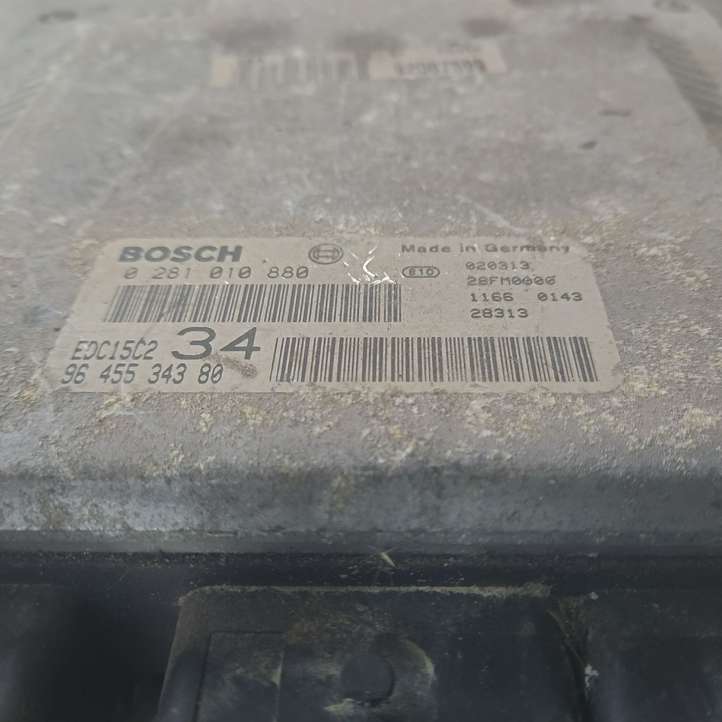 BOSCH
Made in Germany
0 281 010 880
610
020313
28FM0000
1166 0143
28313
EDC15C2 34
96 455 343 80